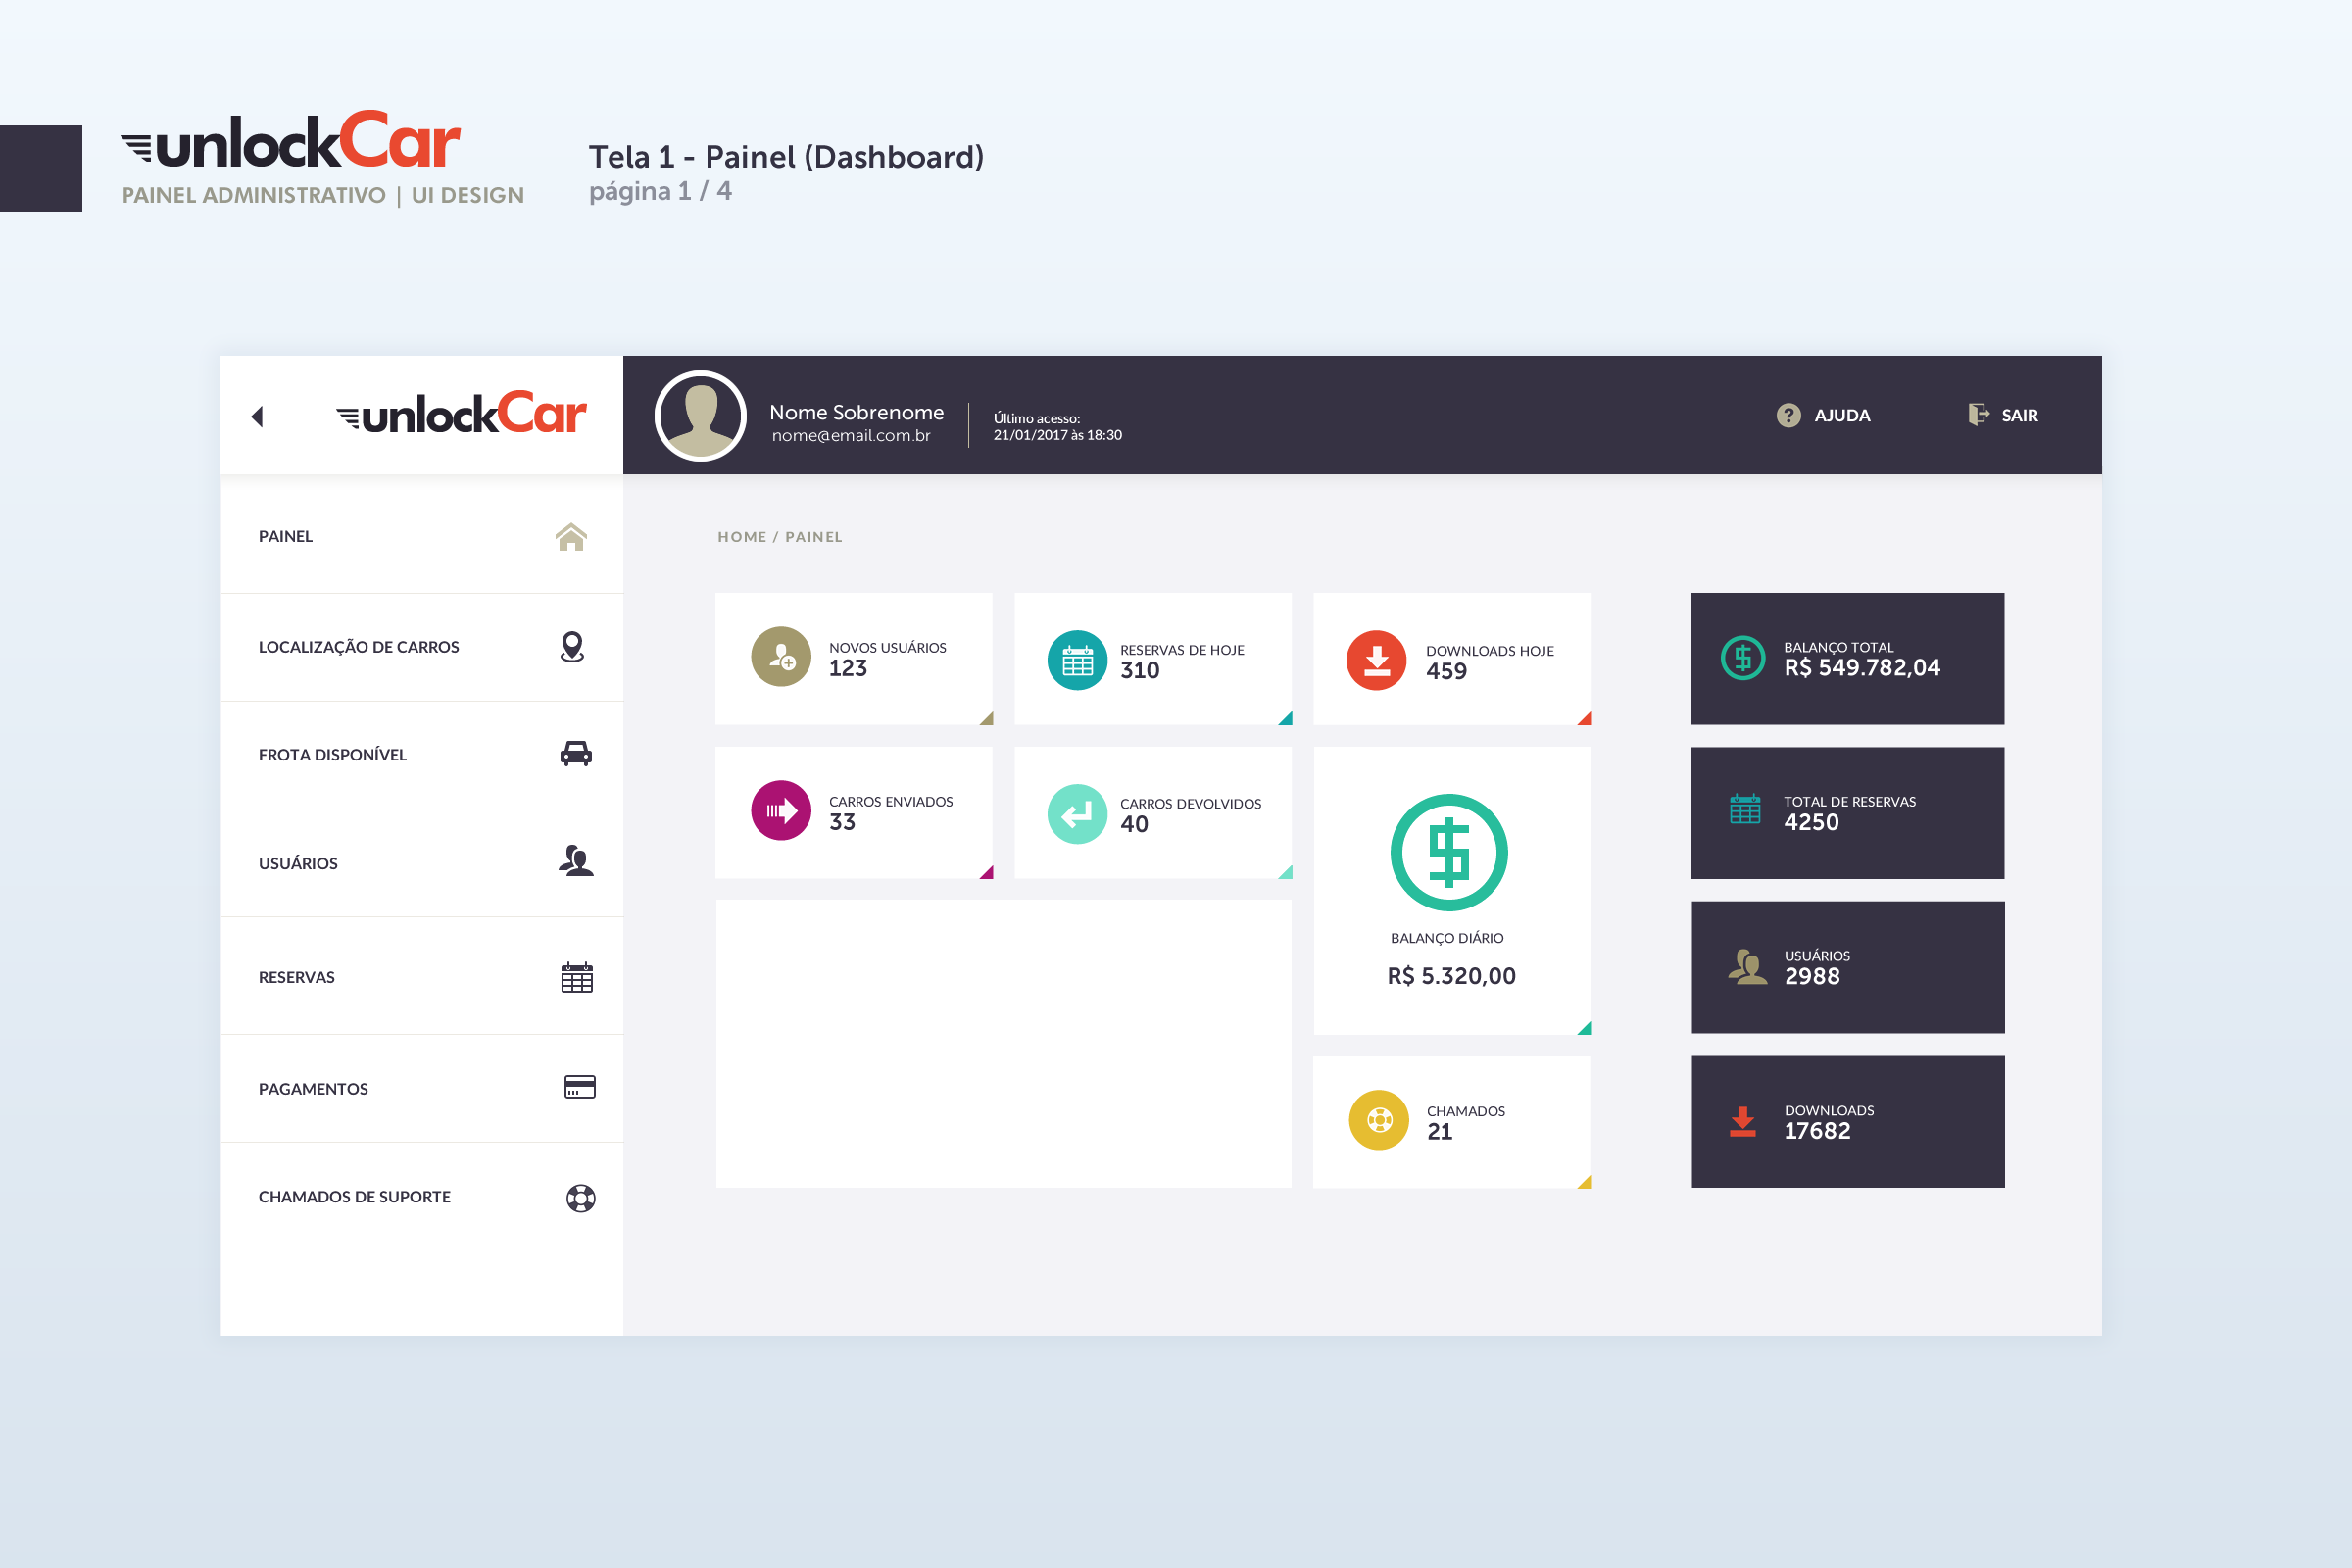 unlockCar
PAINEL ADMINISTRATIVO | UI DESIGN
Tela 1 - Painel (Dashboard)
página 1 / 4
unlockCar
Nome Sobrenome
nome@email.com.br
Último acesso:
21/01/2017 às 18:30
AJUDA
SAIR
PAINEL
LOCALIZAÇÃO DE CARROS
FROTA DISPONÍVEL
USUÁRIOS
RESERVAS
PAGAMENTOS
CHAMADOS DE SUPORTE
HOME / PAINEL
NOVOS USUÁRIOS
123
RESERVAS DE HOJE
310
DOWNLOADS HOJE
459
CARROS ENVIADOS
33
CARROS DEVOLVIDOS
40
BALANÇO DIÁRIO
R$ 5.320,00
CHAMADOS
21
BALANÇO TOTAL
R$ 549.782,04
TOTAL DE RESERVAS
4250
USUÁRIOS
2988
DOWNLOADS
17682